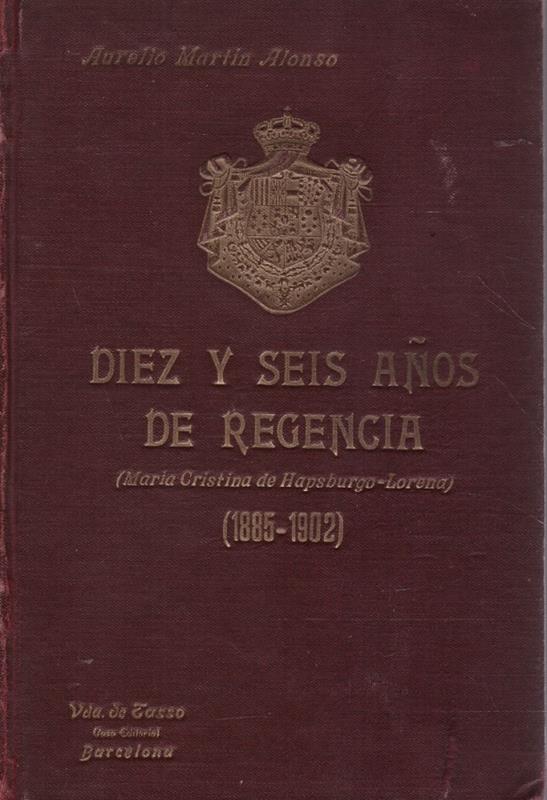 Aurelio Martín Alonso
DIEZ Y SEIS AÑOS
DE REGENCIA
(María Cristina de Hapsburgo-Lorena)
(1885-1902)
Vda. de Tasso
Casa Editorial
Barcelona